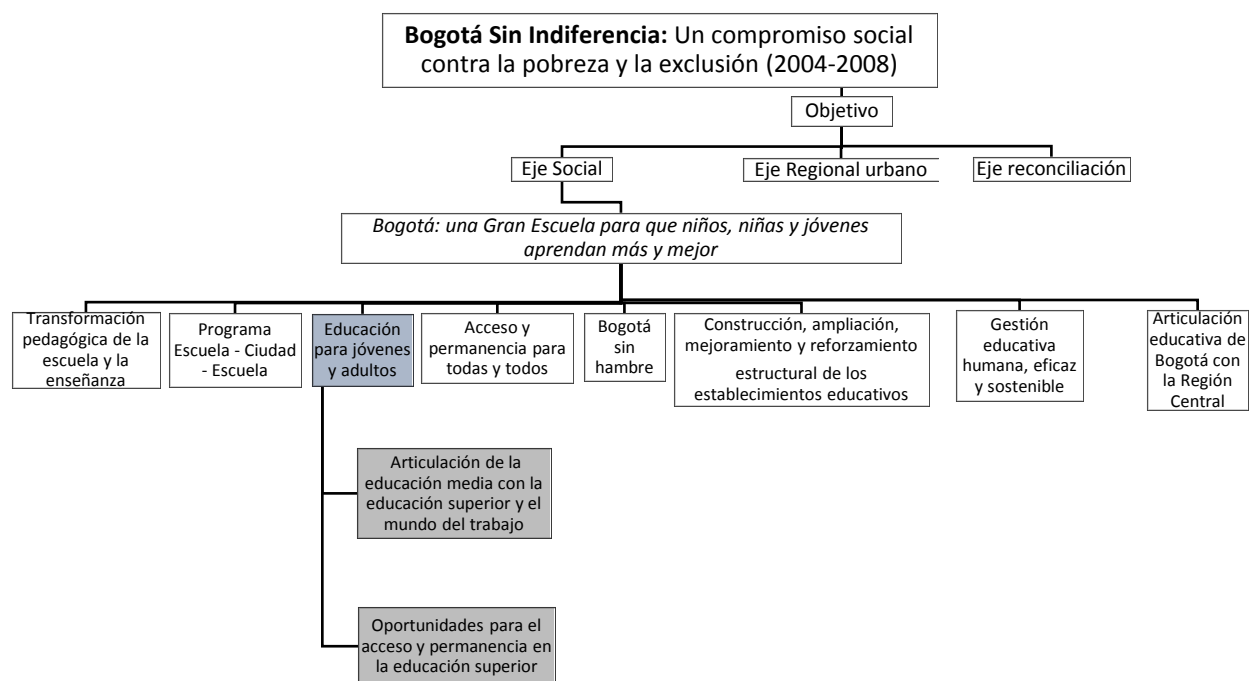 Bogotá Sin Indiferencia: Un compromiso social
contra la pobreza y la exclusión (2004-2008)
Objetivo
Eje Social
Eje Regional urbano
Eje reconciliación
Bogotá: una Gran Escuela para que niños, niñas y jóvenes
aprendan más y mejor
Transformación
pedagógica de la
escuela y la
enseñanza
Programa
Escuela - Ciudad
- Escuela
Educación
para jóvenes
y adultos
Acceso y
permanencia para
todas y todos
Bogotá
sin
hambre
Construcción, ampliación,
mejoramiento y reforzamiento
estructural de los
establecimientos educativos
Gestión
educativa
humana, eficaz
y sostenible
Articulación
educativa de
Bogotá con
la Región
Central
Articulación de la
educación media con la
educación superior y el
mundo del trabajo
Oportunidades para el
acceso y permanencia en
la educación superior